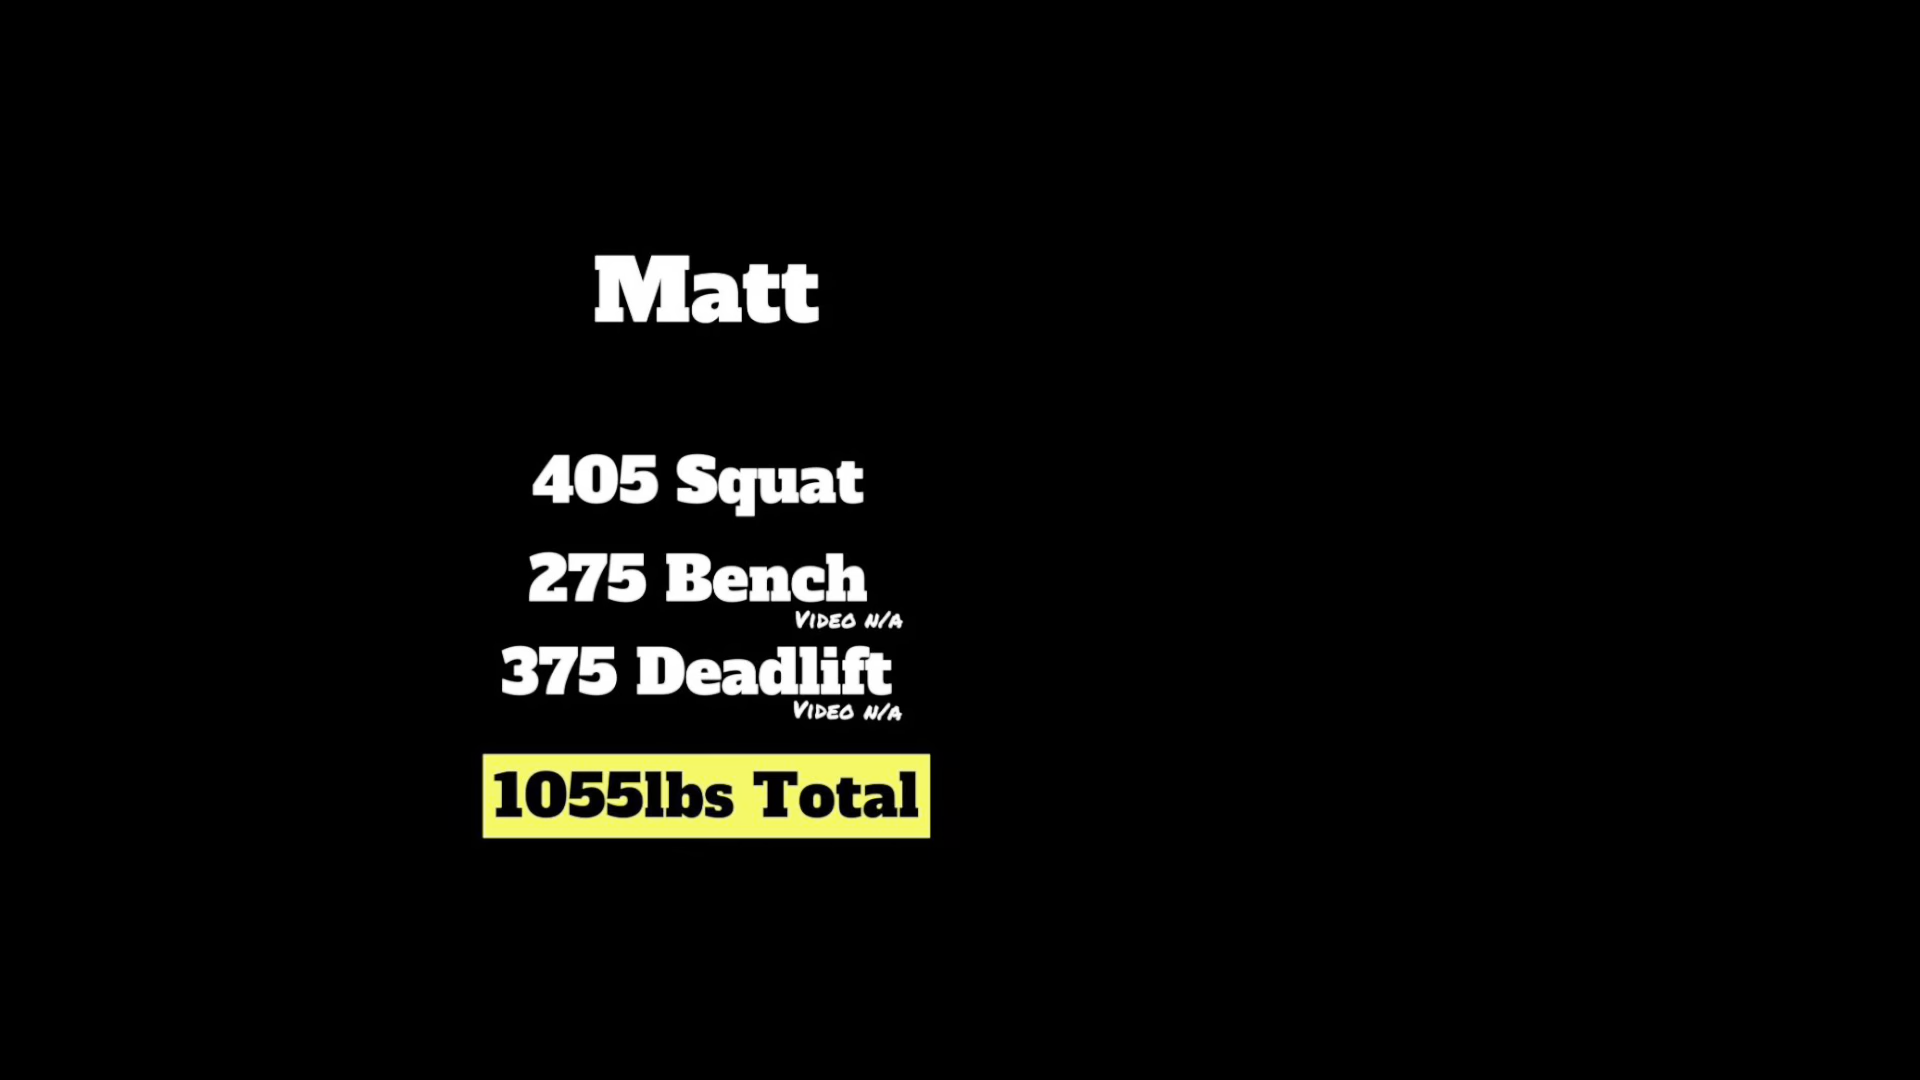 Matt
405 Squat
275 Bench
Video n/a
375 Deadlift
Video n/a
1055lbs Total